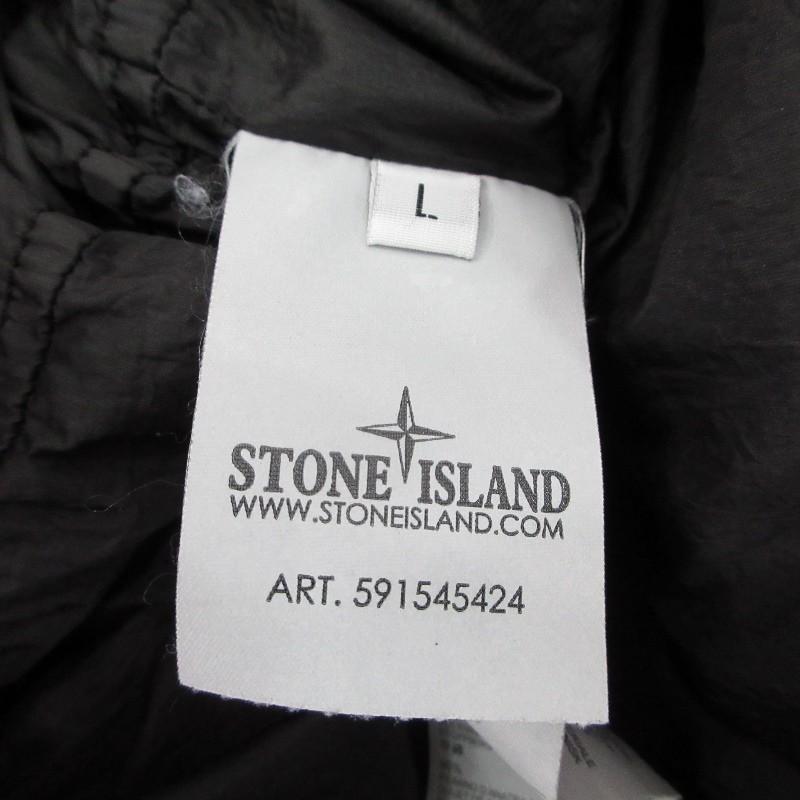 L
STONE ISLAND
WWW.STONEISLAND.COM
ART. 591545424